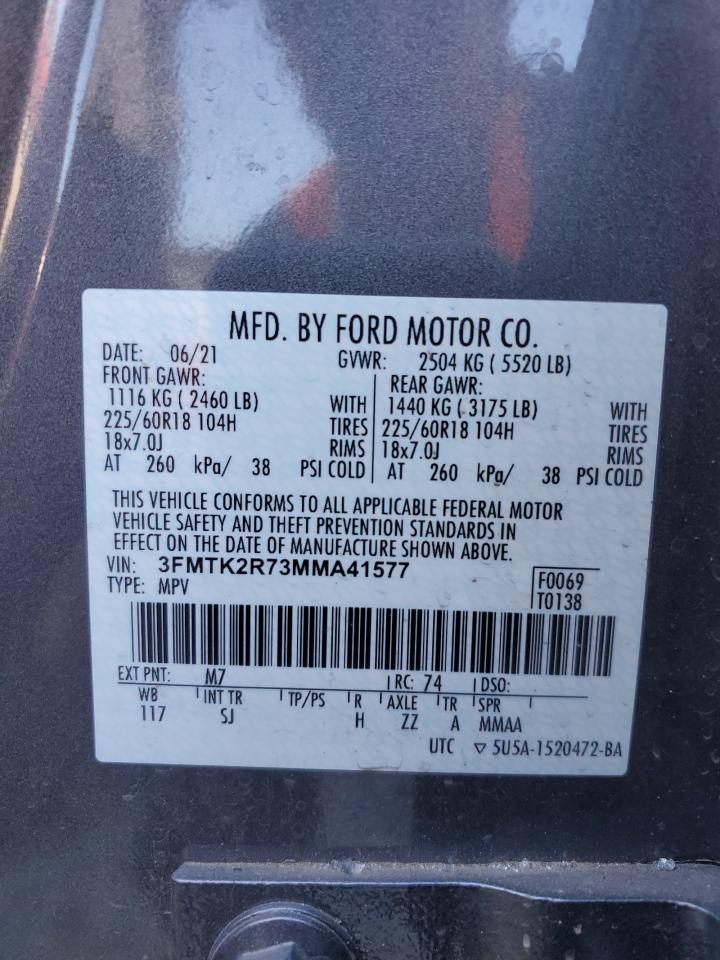 MFD. BY FORD MOTOR CO.
DATE: 06/21 GVWR: 2504 KG ( 5520 LB)
FRONT GAWR: REAR GAWR:
1116 KG ( 2460 LB) WITH 1440 KG ( 3175 LB) WITH
225/60R18 104H TIRES 225/60R18 104H TIRES
18x7.0J RIMS 18x7.0J RIMS
AT 260 kPa/ 38 PSI COLD AT 260 kPa/ 38 PSI COLD
THIS VEHICLE CONFORMS TO ALL APPLICABLE FEDERAL MOTOR
VEHICLE SAFETY AND THEFT PREVENTION STANDARDS IN
EFFECT ON THE DATE OF MANUFACTURE SHOWN ABOVE.
VIN: 3FMTK2R73MMA41577
TYPE: MPV
F0069
T0138
EXT PNT: M7 RC: 74 DSO:
WB INT TR TP/PS R AXLE TR SPR
117 SJ H ZZ A MMAA
UTC ▽ 5U5A-1520472-BA